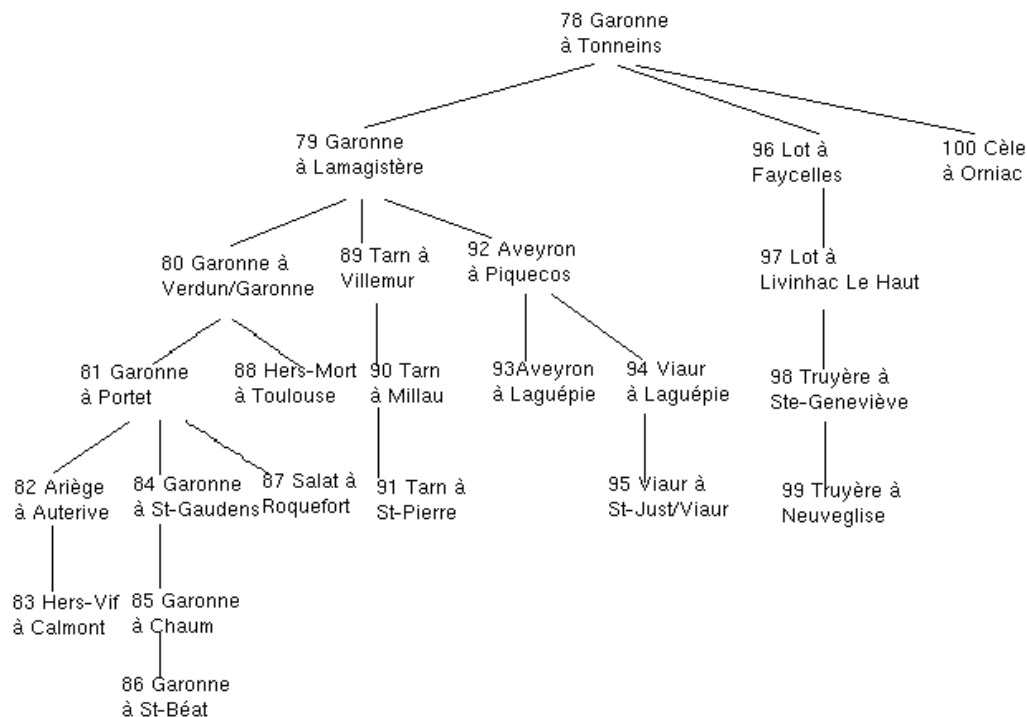 78 Garonne
à Tonneins
79 Garonne
à Lamagistère
96 Lot à
Faycelles
100 Cèle
à Orniac
80 Garonne à
Verdun/Garonne
89 Tarn à
Villemur
92 Aveyron
à Piquecos
97 Lot à
Livinhac Le Haut
81 Garonne
à Portet
88 Hers-Mort
à Toulouse
90 Tarn
à Millau
93Aveyron
à Laguépie
94 Viaur
à Laguépie
98 Truyère à
Ste-Geneviève
82 Ariège
à Auterive
84 Garonne
à St-Gaudens
87 Salat à
Roquefort
91 Tarn à
St-Pierre
95 Viaur à
St-Just/Viaur
99 Truyère à
Neuveglise
83 Hers-Vif
à Calmont
85 Garonne
à Chaum
86 Garonne
à St-Béat